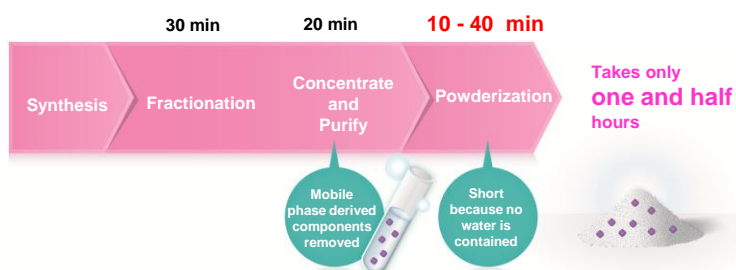 30 min
20 min
10 - 40 min
Synthesis
Fractionation
Concentrate
and
Purify
Powderization
Takes only
one and half
hours
Mobile
phase derived
components
removed
Short
because no
water is
contained